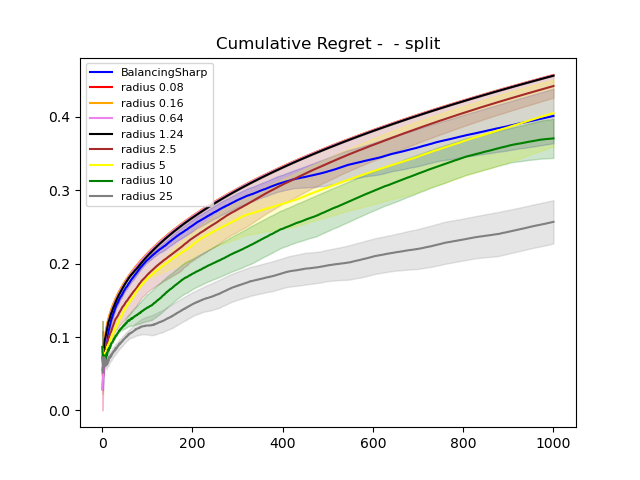 Cumulative Regret -  - split
BalancingSharp
radius 0.08
radius 0.16
radius 0.64
radius 1.24
radius 2.5
radius 5
radius 10
radius 25
0.4
0.3
0.2
0.1
0.0
0 200 400 600 800 1000